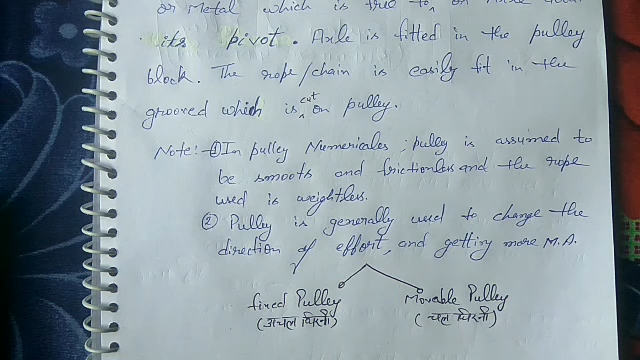 or Metal which is free to on
its pivot. Axle is fitted in the pulley
block. The rope/chain is easily fit in the
grooved which is cut on pulley.
Note:- ① In pulley Numericales, pulley is assumed to
be smooth and frictionless and the rope
used is weightless.
② Pulley is generally used to change the
direction of effort, and getting more M.A.
fixed Pulley Movable Pulley
(अचल घिरनी) (चल घिरनी)